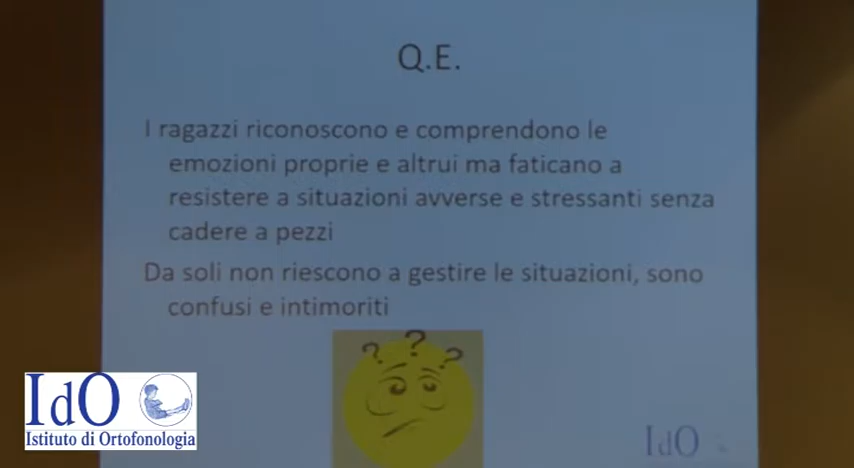 Q.E.
I ragazzi riconoscono e comprendono le
emozioni proprie e altrui ma faticano a
resistere a situazioni avverse e stressanti senza
cadere a pezzi
Da soli non riescono a gestire le situazioni, sono
confusi e intimoriti
? ? ?
IdO
Istituto di Ortofonologia
IdO